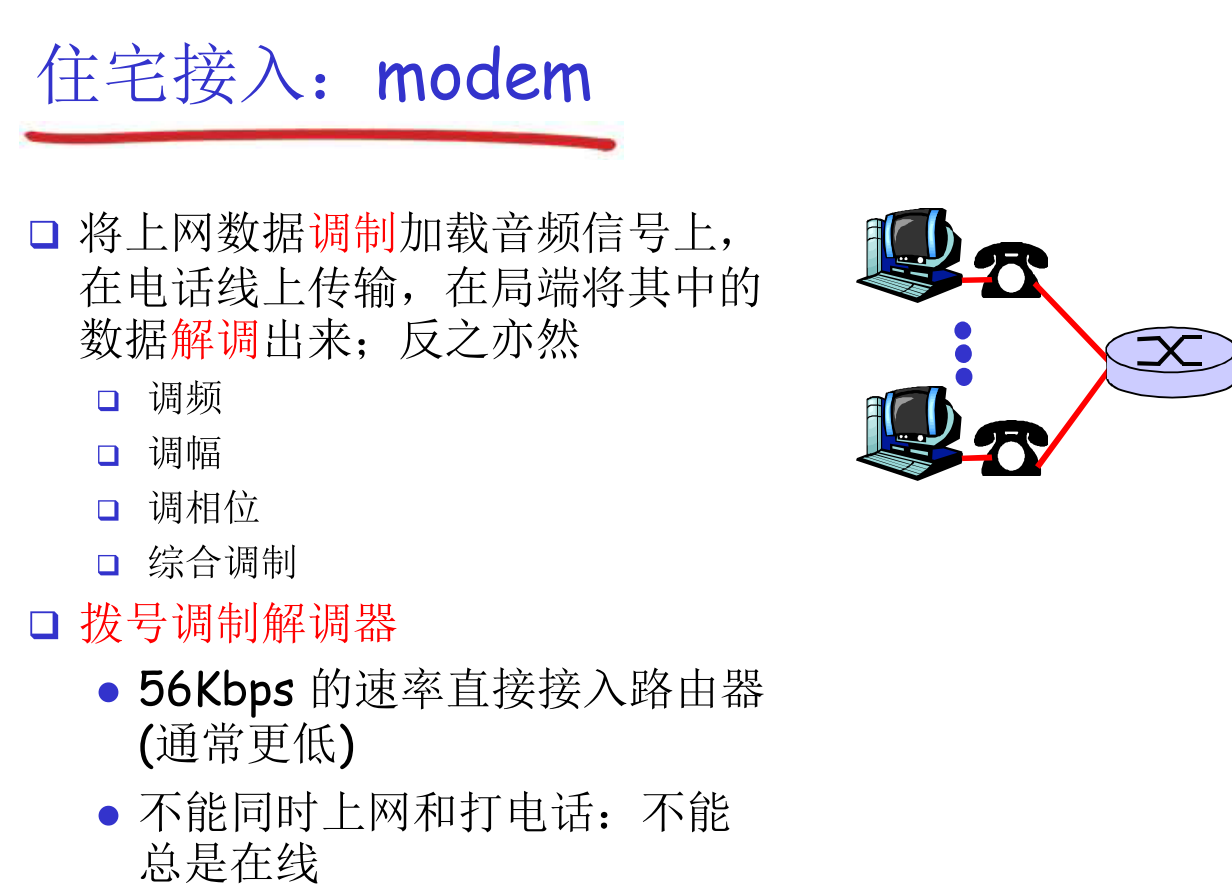 住宅接入：modem
将上网数据调制加载音频信号上，
在电话线上传输，在局端将其中的
数据解调出来；反之亦然
调频
调幅
调相位
综合调制
拨号调制解调器
56Kbps 的速率直接接入路由器
(通常更低)
不能同时上网和打电话：不能
总是在线